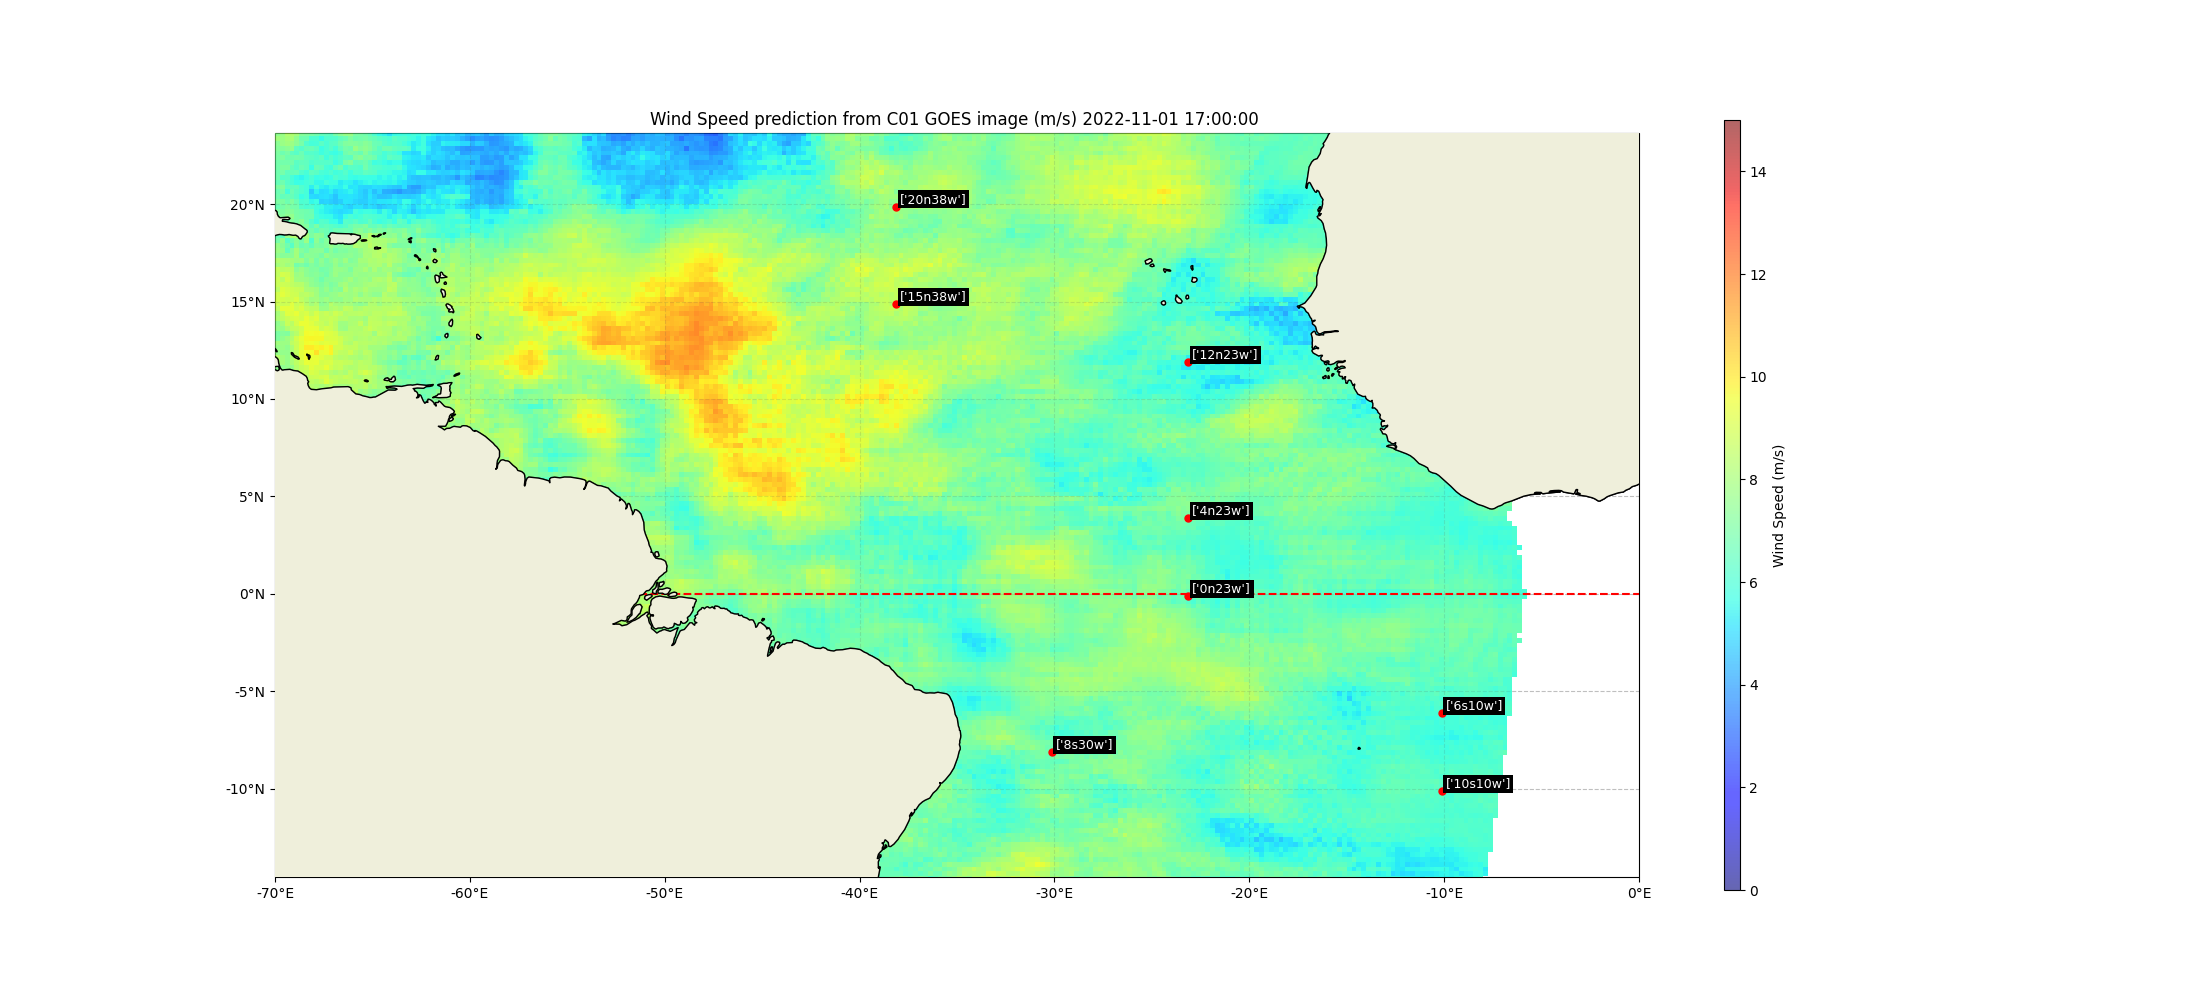 Wind Speed prediction from C01 GOES image (m/s) 2022-11-01 17:00:00
14
['20n38w']
20°N
12
['15n38w']
15°N
['12n23w']
10
10°N
8
Wind Speed (m/s)
5°N
['4n23w']
6
0°N
['0n23w']
4
-5°N
['6s10w']
['8s30w']
2
-10°N
['10s10w']
0
-70°E -60°E -50°E -40°E -30°E -20°E -10°E 0°E